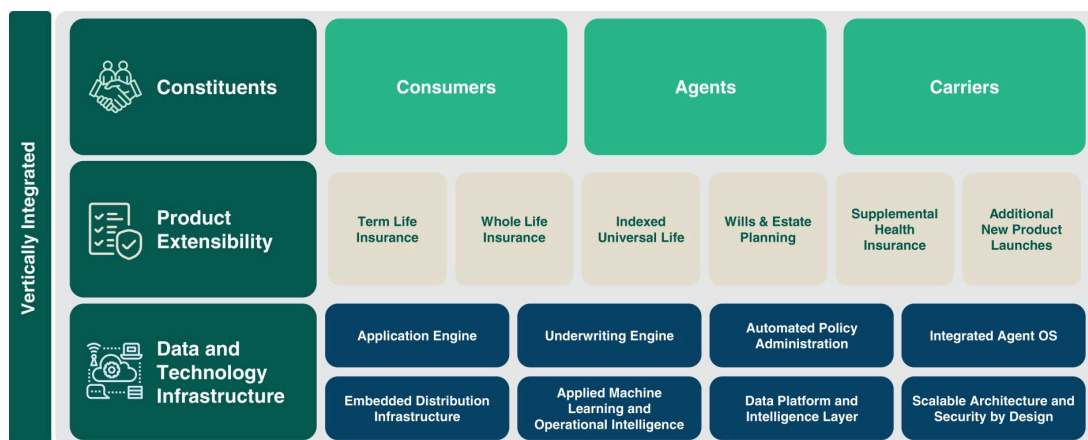 Vertically Integrated
Constituents
Consumers
Agents
Carriers
Product
Extensibility
Term Life
Insurance
Whole Life
Insurance
Indexed
Universal Life
Wills & Estate
Planning
Supplemental
Health
Insurance
Additional
New Product
Launches
Data and
Technology
Infrastructure
Application Engine
Underwriting Engine
Automated Policy
Administration
Integrated Agent OS
Embedded Distribution
Infrastructure
Applied Machine
Learning and
Operational Intelligence
Data Platform and
Intelligence Layer
Scalable Architecture and
Security by Design